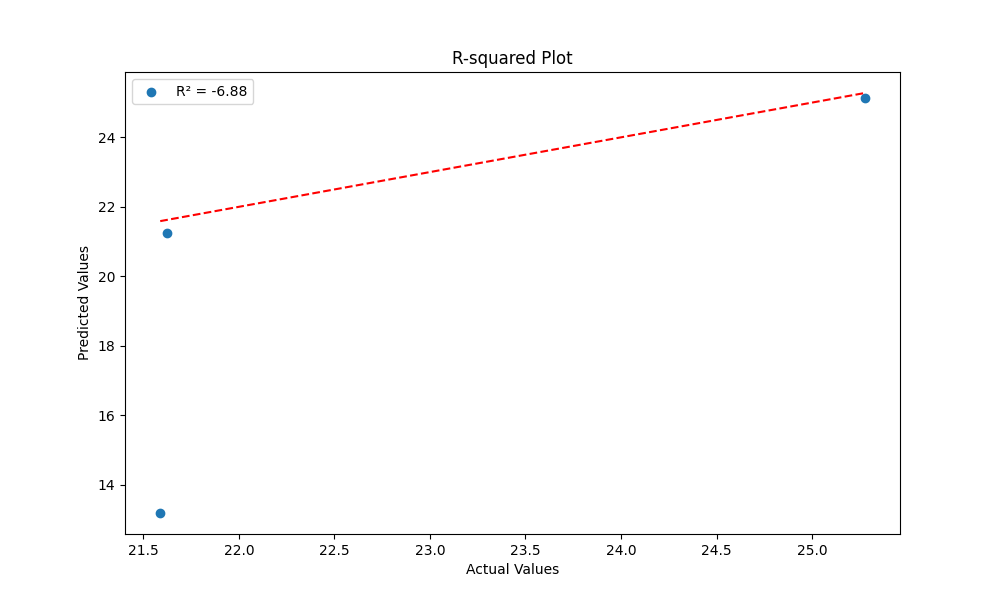 R-squared Plot
R² = -6.88
Predicted Values
24
22
20
18
16
14
21.5 22.0 22.5 23.0 23.5 24.0 24.5 25.0
Actual Values